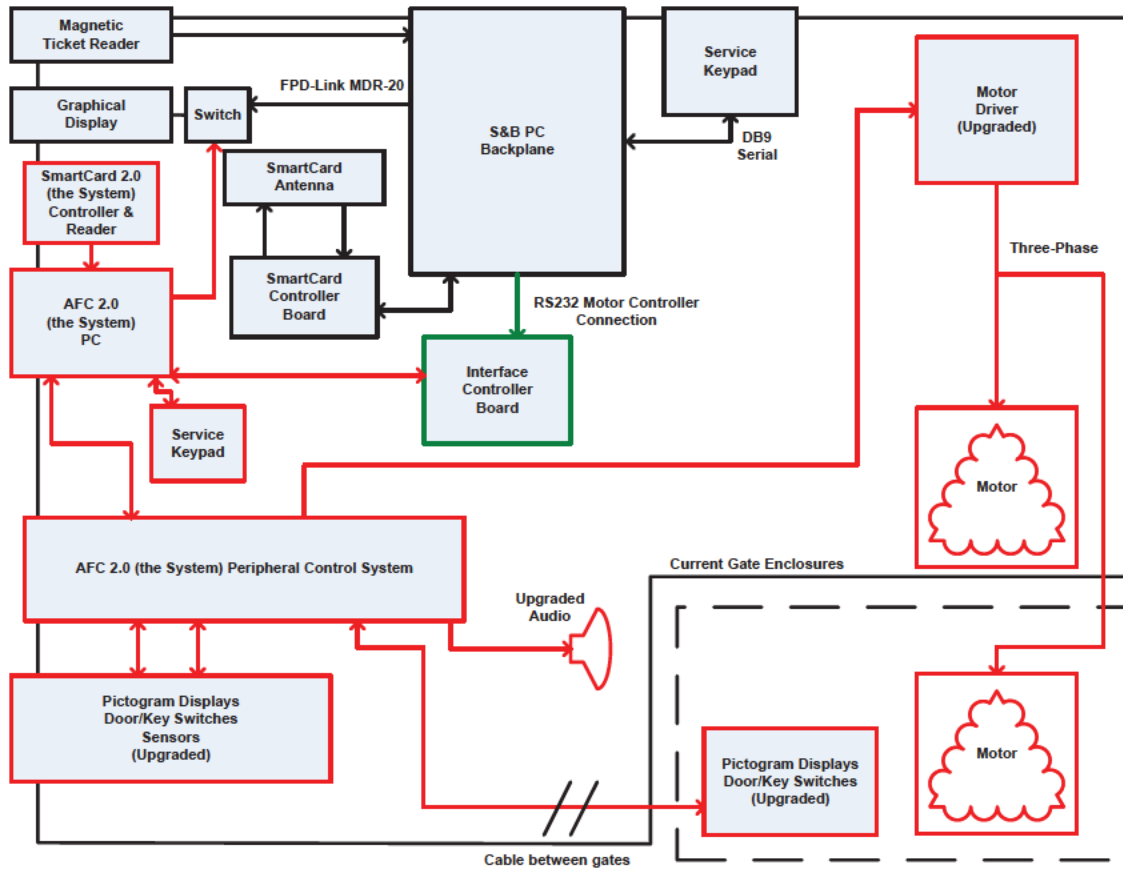 Magnetic
Ticket Reader
Graphical
Display
Switch
FPD-Link MDR-20
S&B PC
Backplane
Service
Keypad
DB9
Serial
Motor
Driver
(Upgraded)
SmartCard 2.0
(the System)
Controller &
Reader
SmartCard
Antenna
SmartCard
Controller
Board
AFC 2.0
(the System)
PC
RS232 Motor Controller
Connection
Three-Phase
Interface
Controller
Board
Service
Keypad
Motor
AFC 2.0 (the System) Peripheral Control System
Current Gate Enclosures
Upgraded
Audio
Pictogram Displays
Door/Key Switches
Sensors
(Upgraded)
Pictogram Displays
Door/Key Switches
(Upgraded)
Motor
Cable between gates